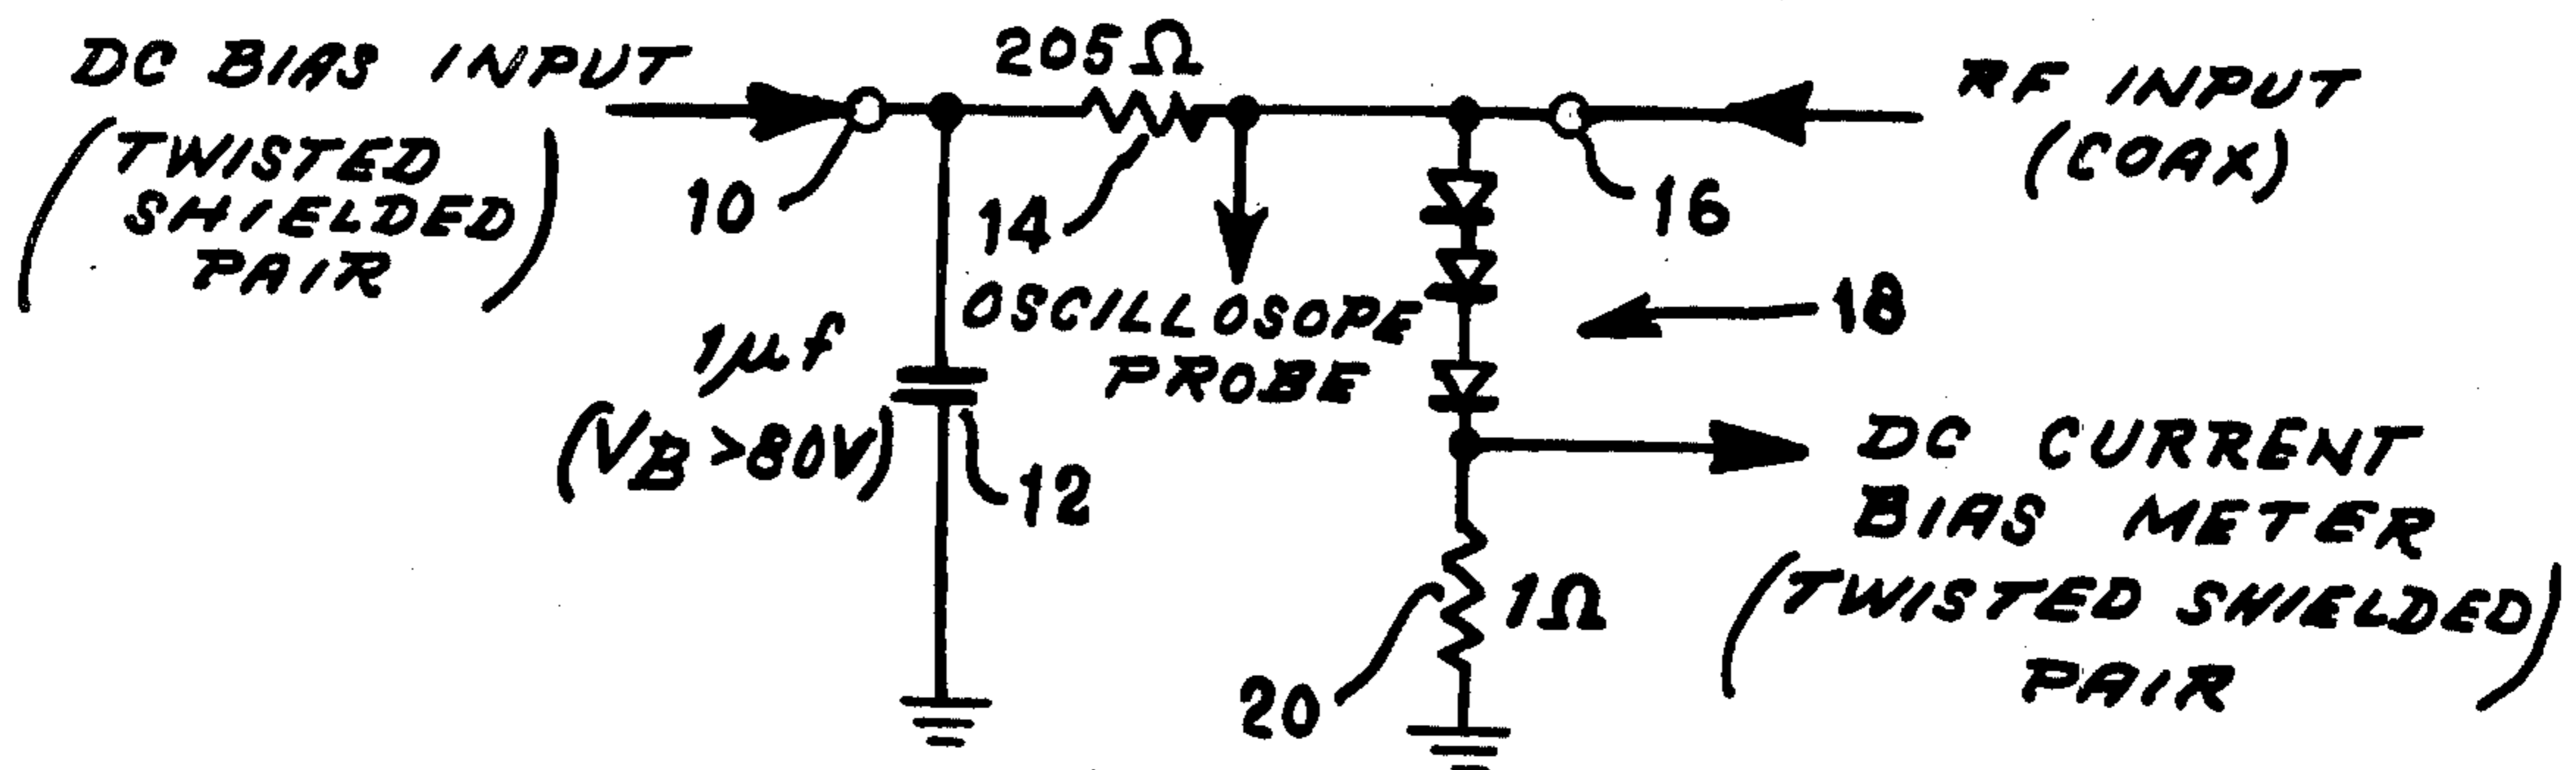 DC BIAS INPUT
(TWISTED
SHIELDED
PAIR)
10
205Ω
14
OSCILLOSOPE
PROBE
RF INPUT
(COAX)
16
18
1µf
(VB >80V)
12
DC CURRENT
BIAS METER
(TWISTED SHIELDED
PAIR)
1Ω
20